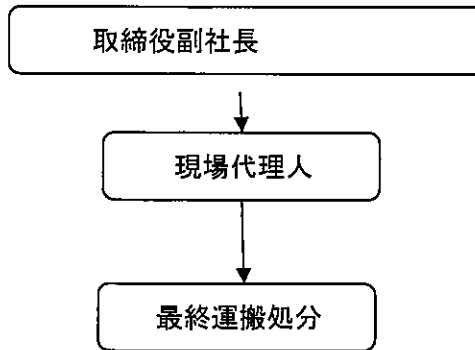 取締役副社長
現場代理人
最終運搬処分